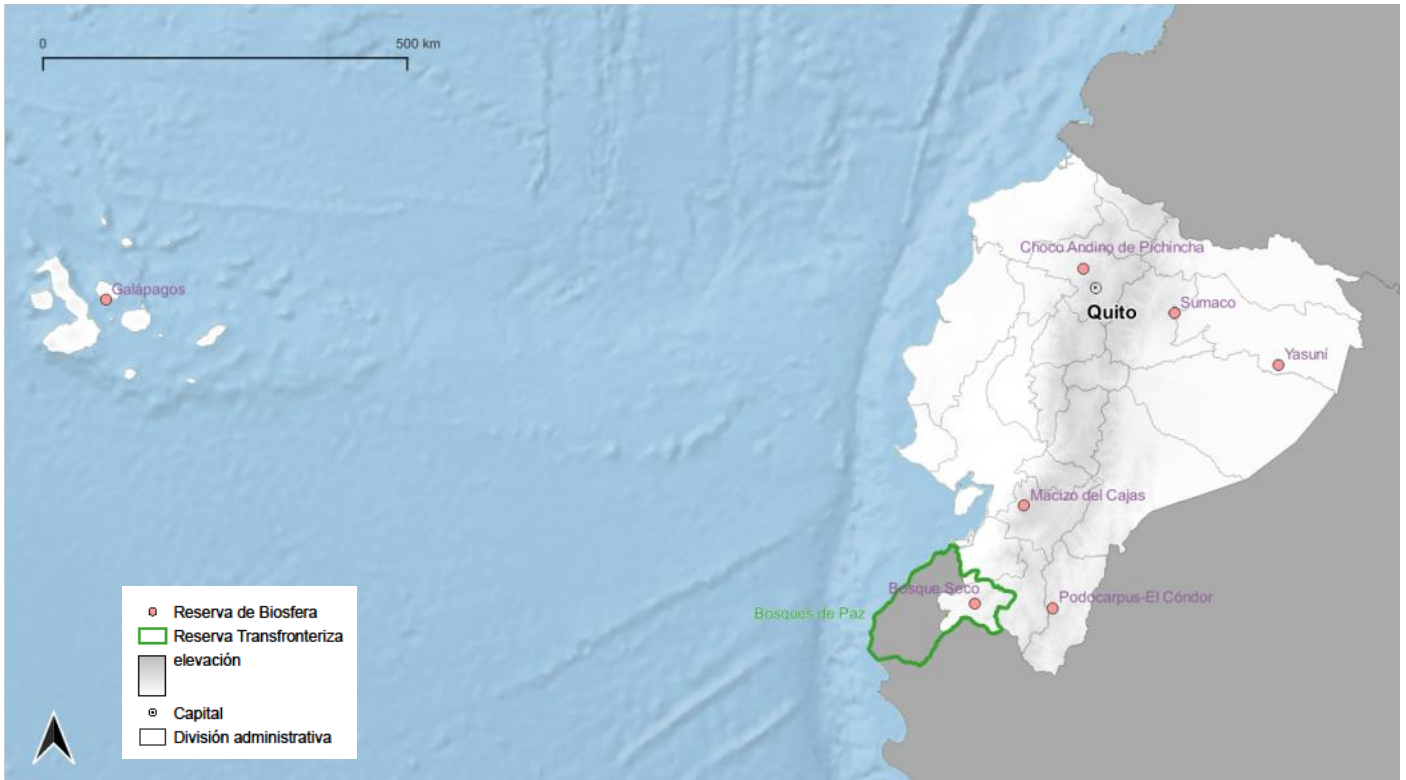 0
500 km
Choco Andino de Pichincha
Galápagos
Quito
Sumaco
Yasuní
Macizo del Cajas
Bosque Seco
Podocarpus-El Cóndor
Bosques de Paz
Reserva de Biosfera
Reserva Transfronteriza
elevación
Capital
División administrativa